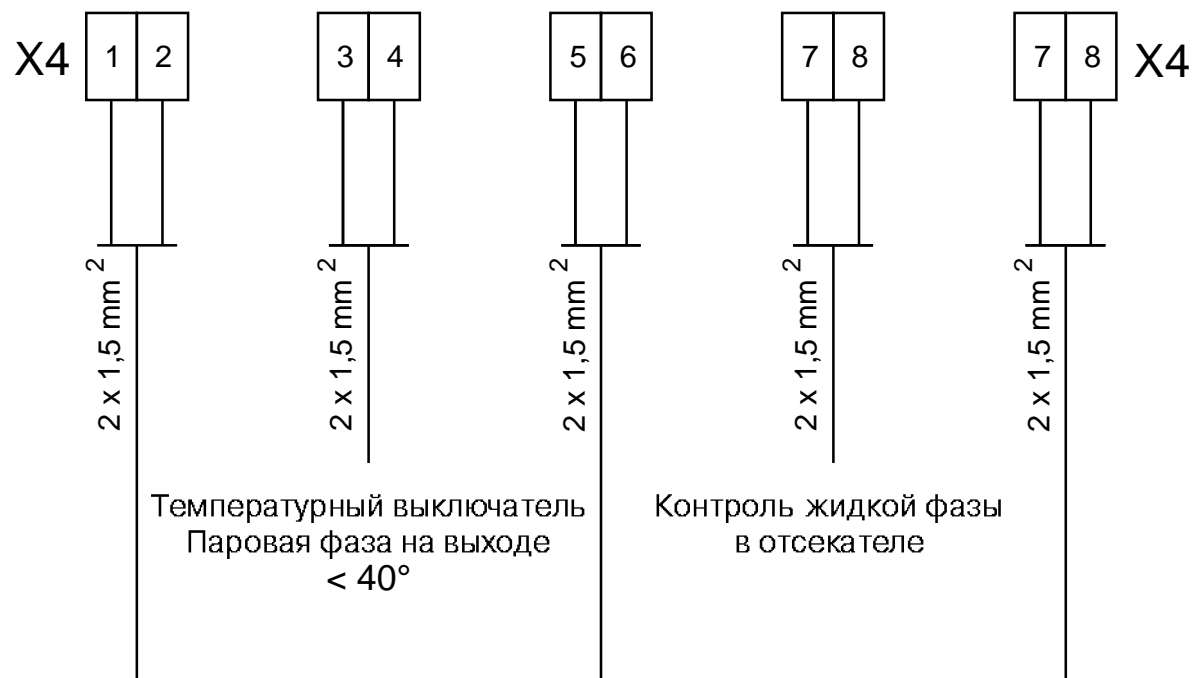 X4 1 2 3 4 5 6 7 8 7 8 X4
2 x 1,5 mm 2
2 x 1,5 mm 2
2 x 1,5 mm 2
2 x 1,5 mm 2
2 x 1,5 mm 2
Температурный выключатель
Паровая фаза на выходе
< 40°
Контроль жидкой фазы
в отсекателе